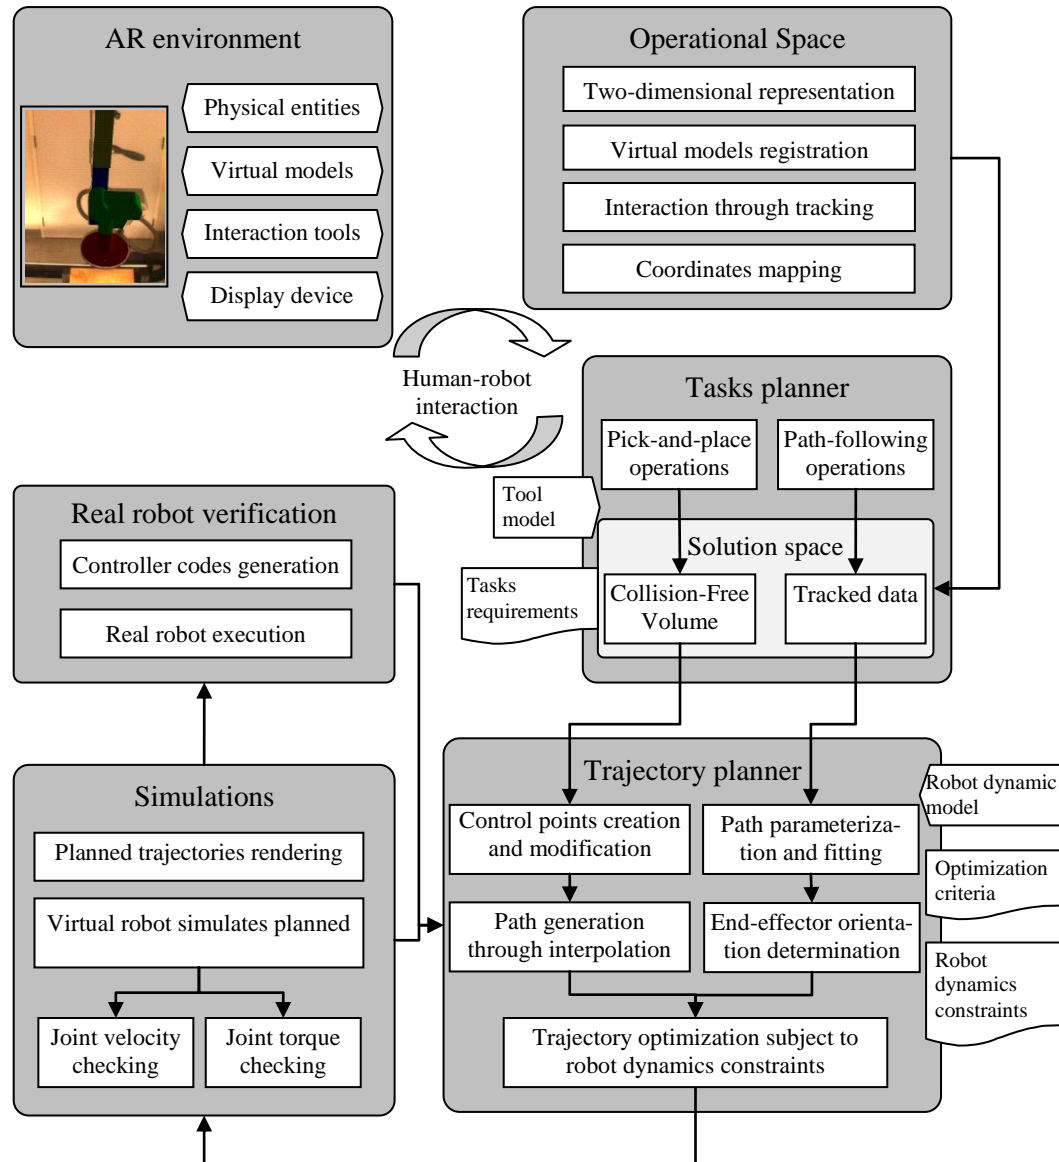 AR environment
Physical entities
Virtual models
Interaction tools
Display device
Operational Space
Two-dimensional representation
Virtual models registration
Interaction through tracking
Coordinates mapping
Human-robot
interaction
Tasks planner
Pick-and-place
operations
Path-following
operations
Tool
model
Solution space
Tasks
requirements
Collision-Free
Volume
Tracked data
Real robot verification
Controller codes generation
Real robot execution
Simulations
Planned trajectories rendering
Virtual robot simulates planned
Joint velocity
checking
Joint torque
checking
Trajectory planner
Control points creation
and modification
Path parameteriza-
tion and fitting
Path generation
through interpolation
End-effector orienta-
tion determination
Trajectory optimization subject to
robot dynamics constraints
Robot dynamic
model
Optimization
criteria
Robot
dynamics
constraints